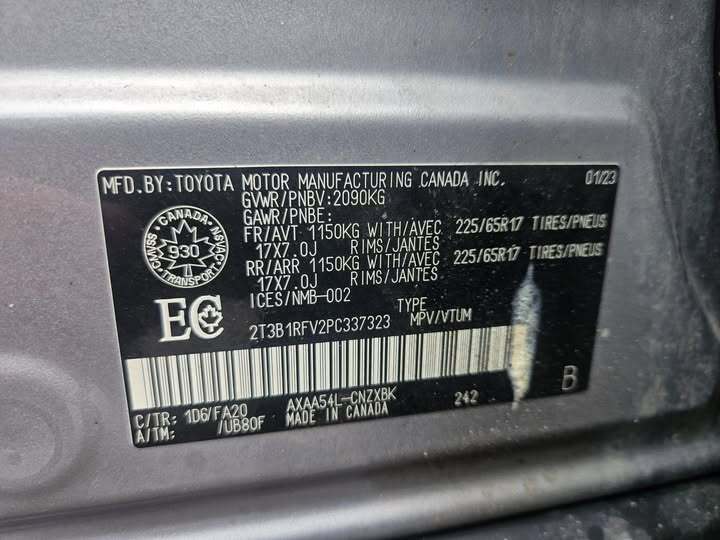 MFD.BY:TOYOTA MOTOR MANUFACTURING CANADA INC. 01/23
GVWR/PNBV:2090KG
GAWR/PNBE:
FR/AVT 1150KG WITH/AVEC 225/65R17 TIRES/PNEUS
17X7.0J RIMS/JANTES
RR/ARR 1150KG WITH/AVEC 225/65R17 TIRES/PNEUS
17X7.0J RIMS/JANTES
ICES/NMB-002
CANADA
CMVSS NSVAC
930
TRANSPORT
EC
TYPE
2T3B1RFV2PC337323 MPV/VTUM
B
C/TR: 1D6/FA20 AXAA54L-CNZXBK 242
A/TM: /UB80F MADE IN CANADA